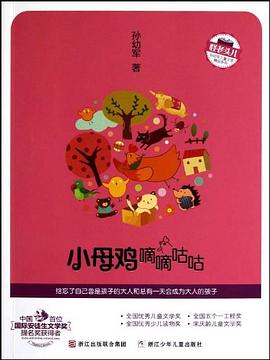 孙幼军
著
怪老头儿
小母鸡嘀嘀咕咕
给忘了自己曾是孩子的大人和总有一天会成为大人的孩子
中国首位
国际安徒生文学奖
提名奖获得者
·全国优秀儿童文学奖
·全国五个一工程奖
·全国优秀少儿读物奖
·宋庆龄儿童文学奖
浙江出版联合集团
浙江少年儿童出版社